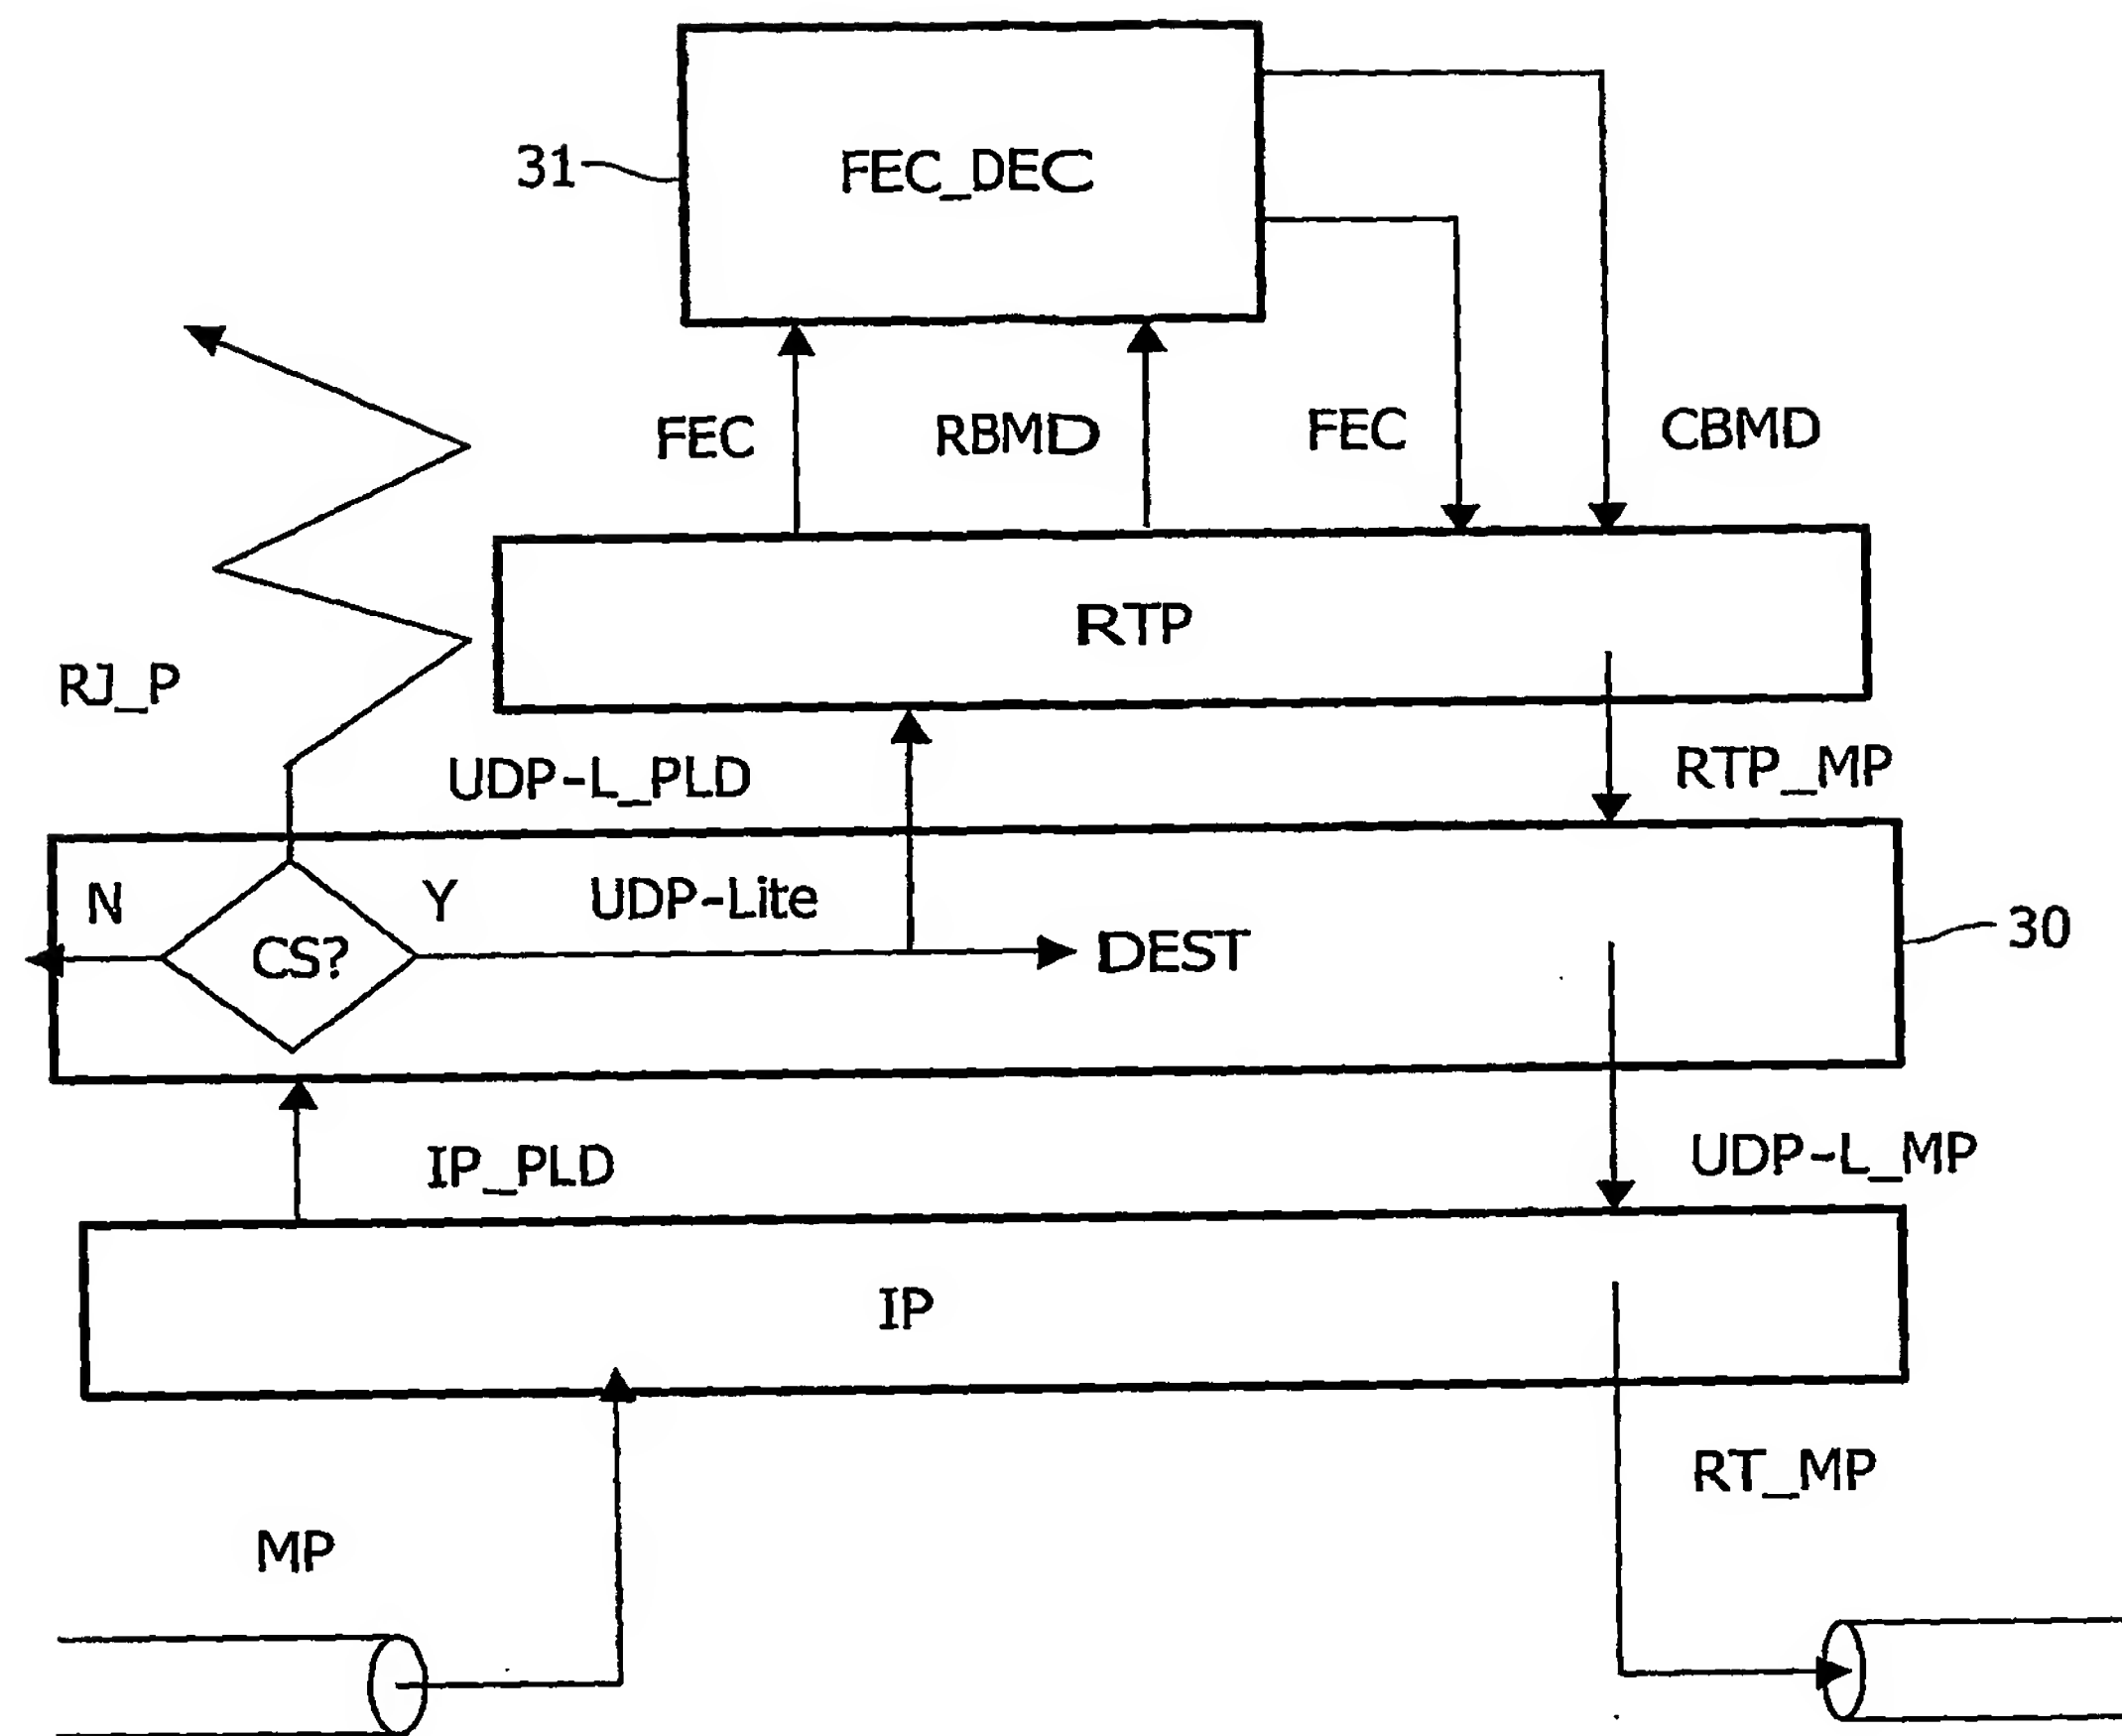 31
FEC_DEC
FEC
RBMD
FEC
CBMD
RTP
RJ_P
UDP-L_PLD
RTP_MP
N
Y
UDP-Lite
CS?
DEST
30
IP_PLD
UDP-L_MP
IP
RT_MP
MP